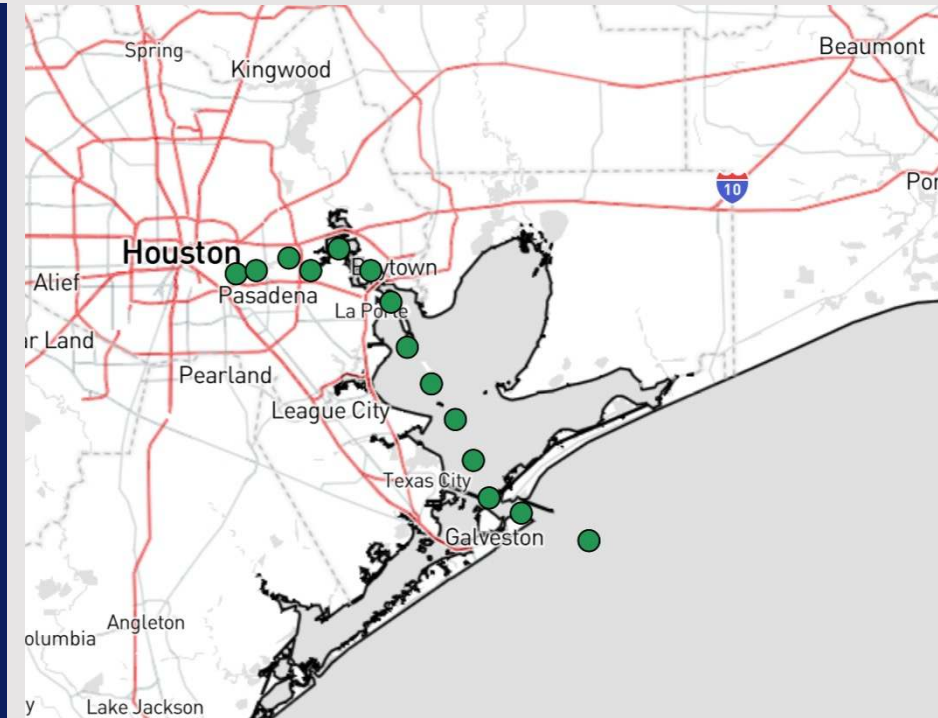 Spring
Kingwood
Beaumont
10
Por
Houston
Baytown
Alief
Pasadena
La Porte
ar Land
Pearland
League City
Texas City
Galveston
Angleton
olumbia
y
Lake Jackson